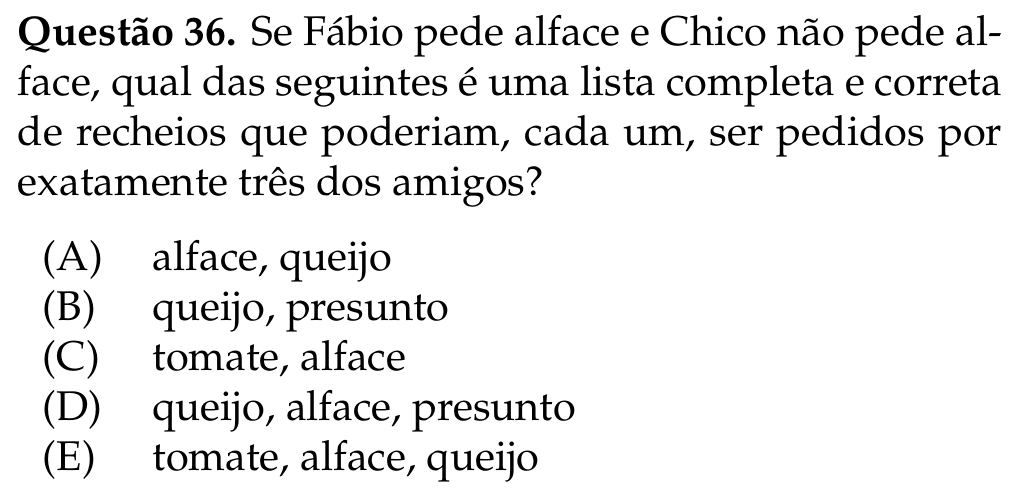 Questão 36. Se Fábio pede alface e Chico não pede al-
face, qual das seguintes é uma lista completa e correta
de recheios que poderiam, cada um, ser pedidos por
exatamente três dos amigos?
(A) alface, queijo
(B) queijo, presunto
(C) tomate, alface
(D) queijo, alface, presunto
(E) tomate, alface, queijo